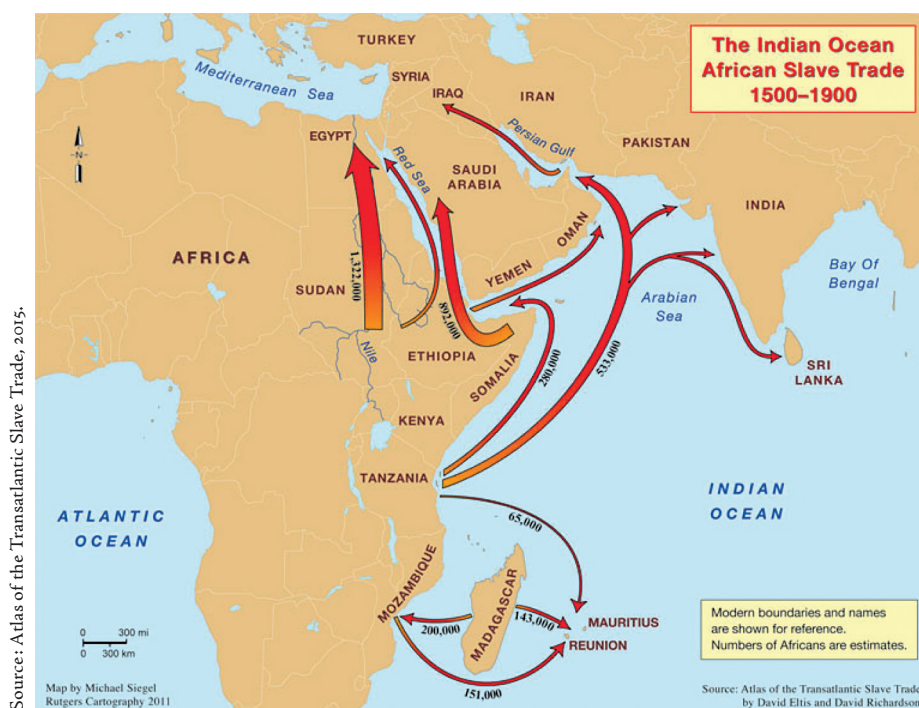 Source: Atlas of the Transatlantic Slave Trade, 2015.
The Indian Ocean
African Slave Trade
1500–1900
TURKEY
Mediterranean Sea
SYRIA
IRAQ
IRAN
EGYPT
Persian Gulf
PAKISTAN
-N-
Red Sea
SAUDI
ARABIA
INDIA
AFRICA
OMAN
1,322,000
YEMEN
Bay Of
Bengal
SUDAN
892,000
Arabian
Sea
Nile
ETHIOPIA
SOMALIA
280,000
533,000
SRI
LANKA
KENYA
TANZANIA
INDIAN
OCEAN
ATLANTIC
OCEAN
65,000
MOZAMBIQUE
MADAGASCAR
200,000
143,000
MAURITIUS
REUNION
0 300 mi
0 300 km
151,000
Modern boundaries and names
are shown for reference.
Numbers of Africans are estimates.
Map by Michael Siegel
Rutgers Cartography 2011
Source: Atlas of the Transatlantic Slave Trade
by David Eltis and David Richardson